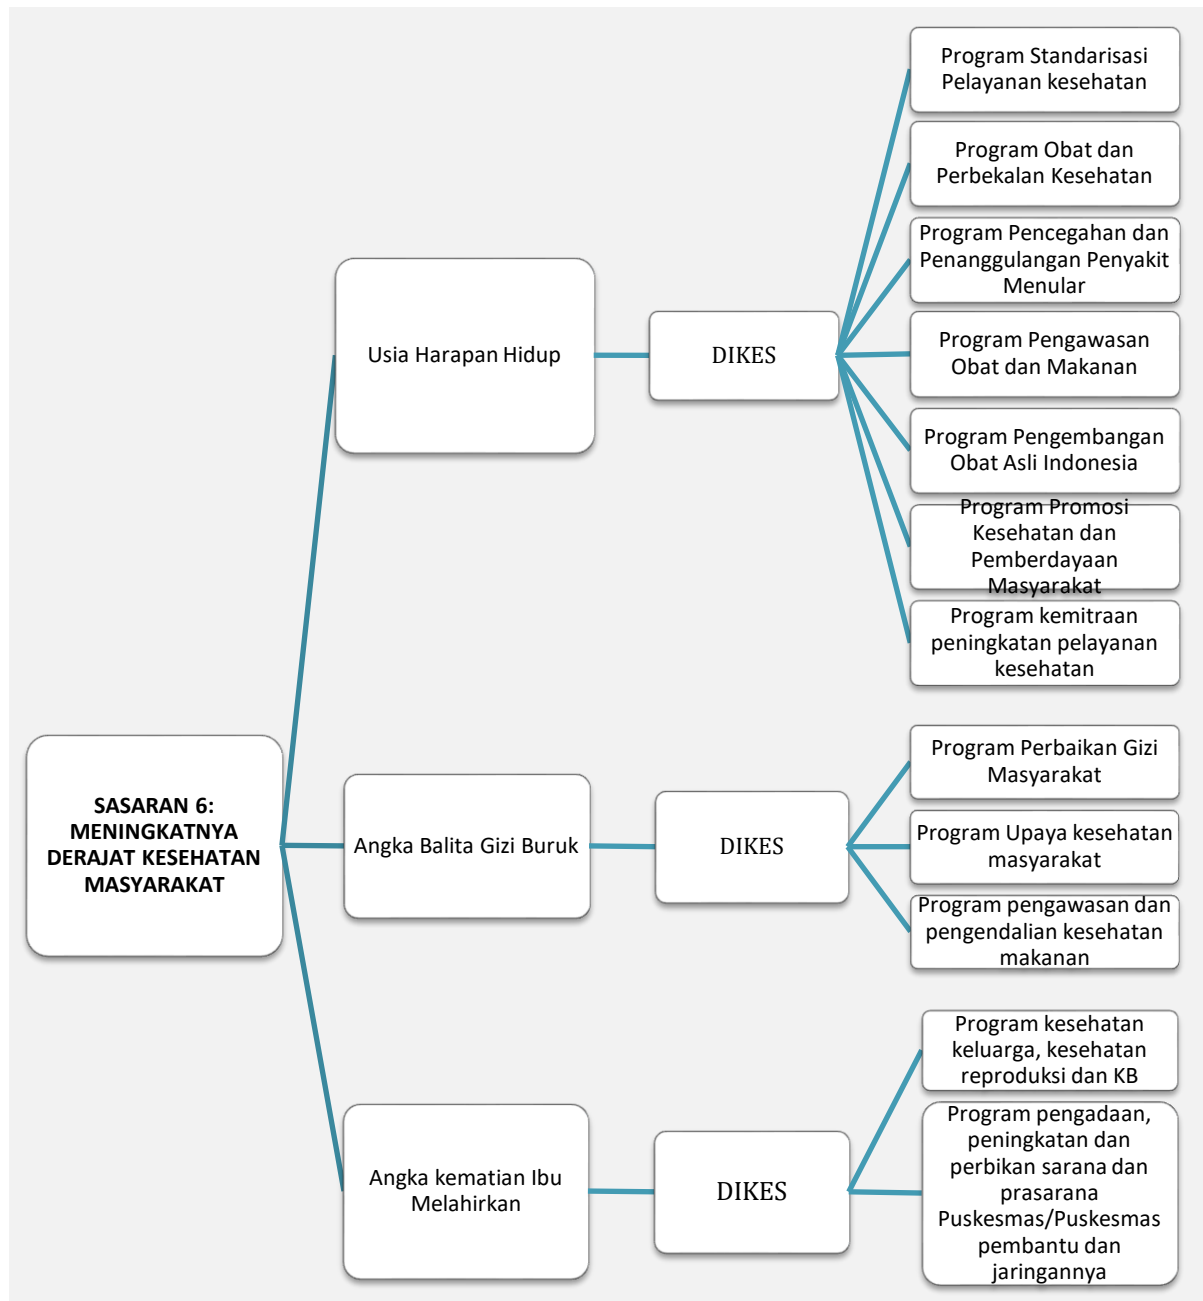 SASARAN 6:
MENINGKATNYA
DERAJAT KESEHATAN
MASYARAKAT
Usia Harapan Hidup
DIKES
Program Standarisasi
Pelayanan kesehatan
Program Obat dan
Perbekalan Kesehatan
Program Pencegahan dan
Penanggulangan Penyakit
Menular
Program Pengawasan
Obat dan Makanan
Program Pengembangan
Obat Asli Indonesia
Program Promosi
Kesehatan dan
Pemberdayaan
Masyarakat
Program kemitraan
peningkatan pelayanan
kesehatan
Angka Balita Gizi Buruk
DIKES
Program Perbaikan Gizi
Masyarakat
Program Upaya kesehatan
masyarakat
Program pengawasan dan
pengendalian kesehatan
makanan
Angka kematian Ibu
Melahirkan
DIKES
Program kesehatan
keluarga, kesehatan
reproduksi dan KB
Program pengadaan,
peningkatan dan
perbikan sarana dan
prasarana
Puskesmas/Puskesmas
pembantu dan
jaringannya